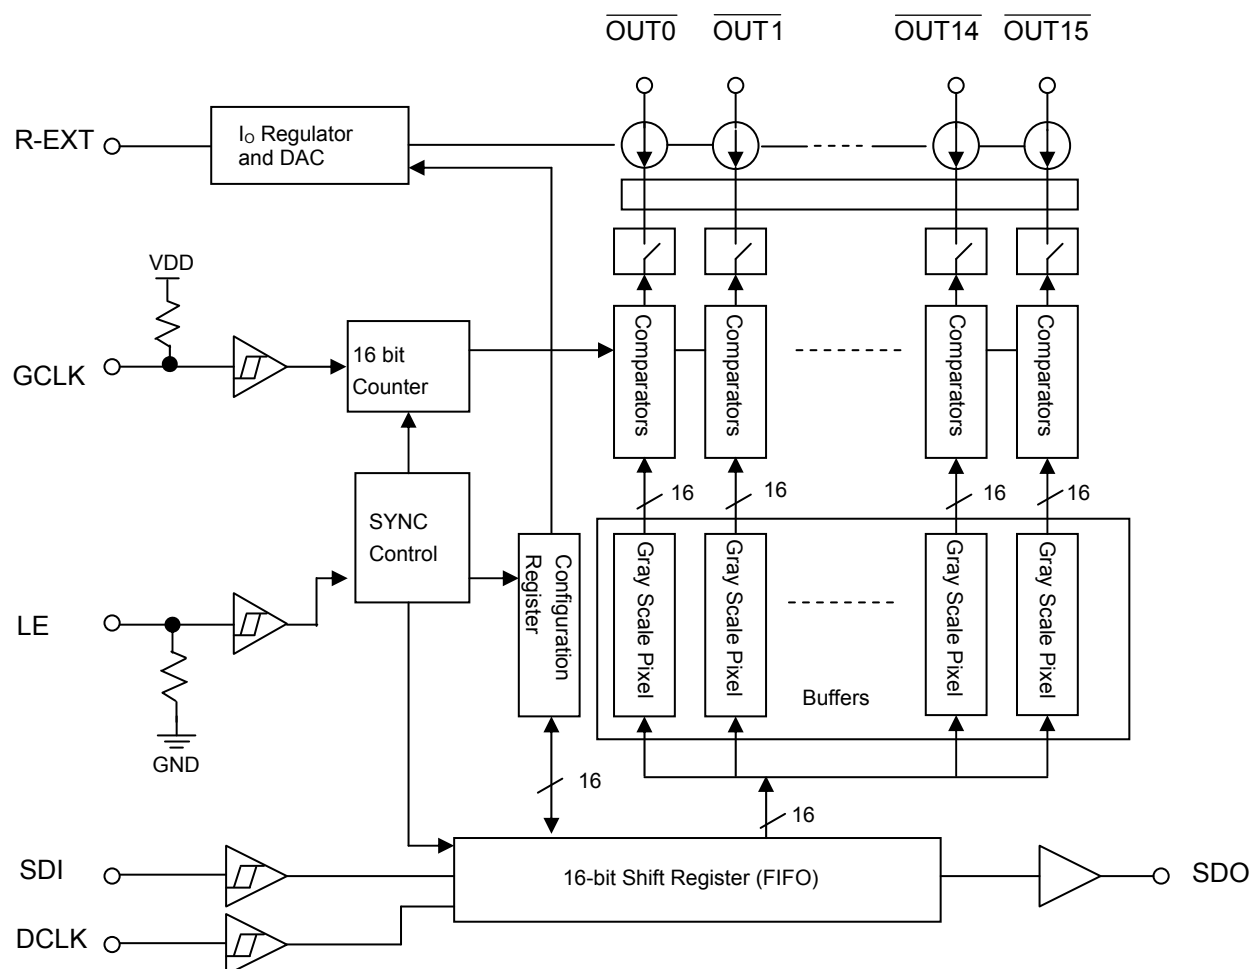 OUT0 OUT1 OUT14 OUT15
R-EXT
IO Regulator
and DAC
VDD
GCLK
16 bit
Counter
Comparators
Comparators
Comparators
Comparators
16
16
16
16
SYNC
Control
Configuration
Register
Gray Scale Pixel
Gray Scale Pixel
Gray Scale Pixel
Gray Scale Pixel
Buffers
LE
GND
16
16
SDI
16-bit Shift Register (FIFO)
SDO
DCLK